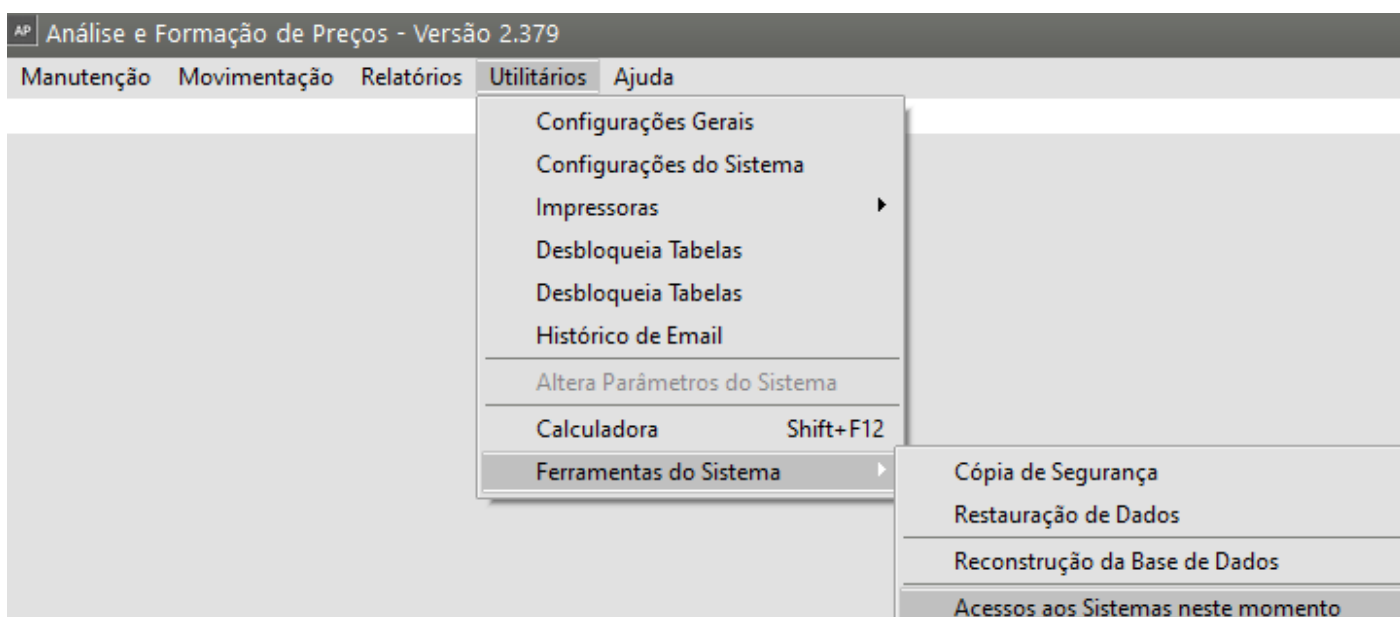 AP Análise e Formação de Preços - Versão 2.379
Manutenção Movimentação Relatórios Utilitários Ajuda
Configurações Gerais
Configurações do Sistema
Impressoras
Desbloqueia Tabelas
Desbloqueia Tabelas
Histórico de Email
Altera Parâmetros do Sistema
Calculadora Shift+F12
Ferramentas do Sistema
Cópia de Segurança
Restauração de Dados
Reconstrução da Base de Dados
Acessos aos Sistemas neste momento